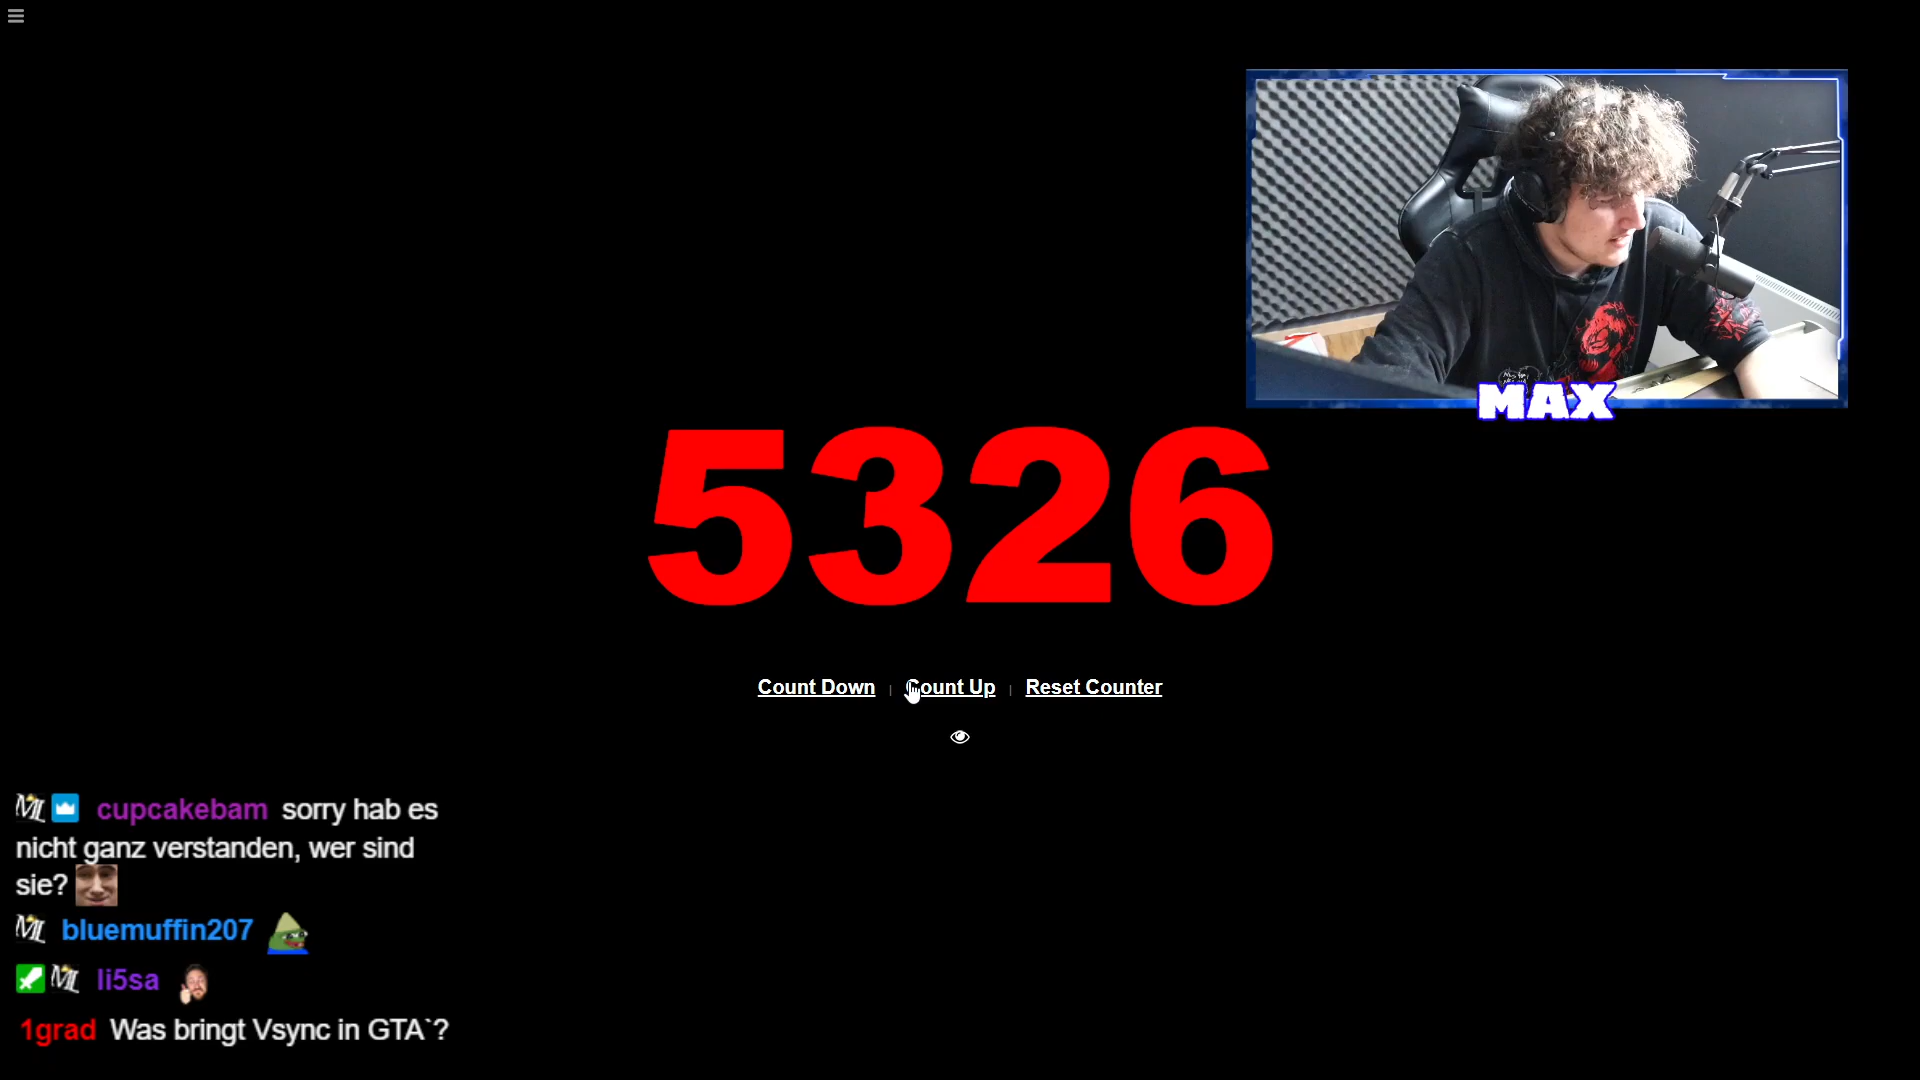 MAX
5326
Count Down | Count Up | Reset Counter
cupcakebam sorry hab es
nicht ganz verstanden, wer sind
sie?
bluemuffin207
li5sa
1grad Was bringt Vsync in GTA`?